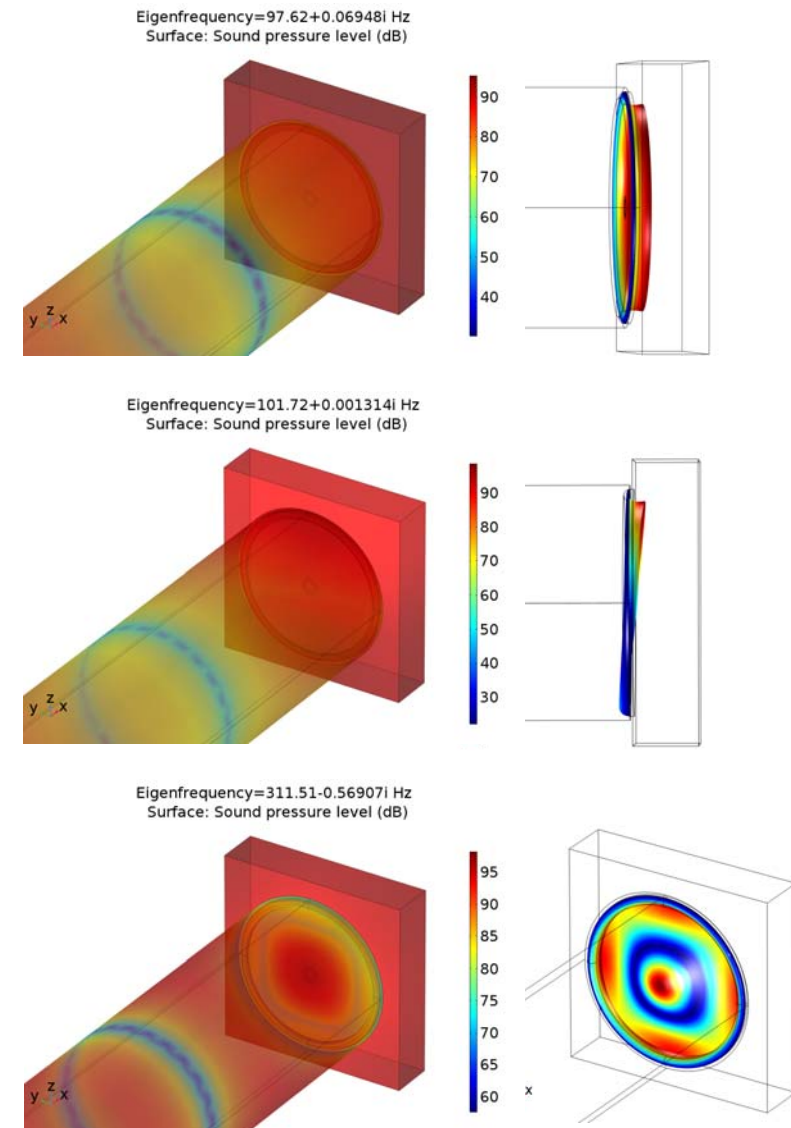 Eigenfrequency=97.62+0.06948i Hz
Surface: Sound pressure level (dB)
90
80
70
60
50
40
y z x
Eigenfrequency=101.72+0.001314i Hz
Surface: Sound pressure level (dB)
90
80
70
60
50
40
30
y z x
Eigenfrequency=311.51-0.56907i Hz
Surface: Sound pressure level (dB)
95
90
85
80
75
70
65
60
y z x
x